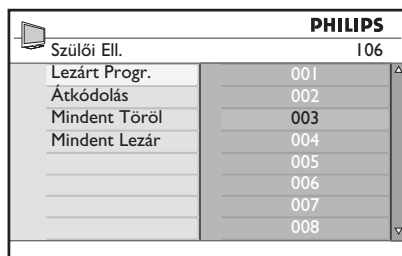 PHILIPS
Szülői Ell. 106
Lezárt Progr. 001
Átkódolás 002
Mindent Töröl 003
Mindent Lezár 004
005
006
007
008